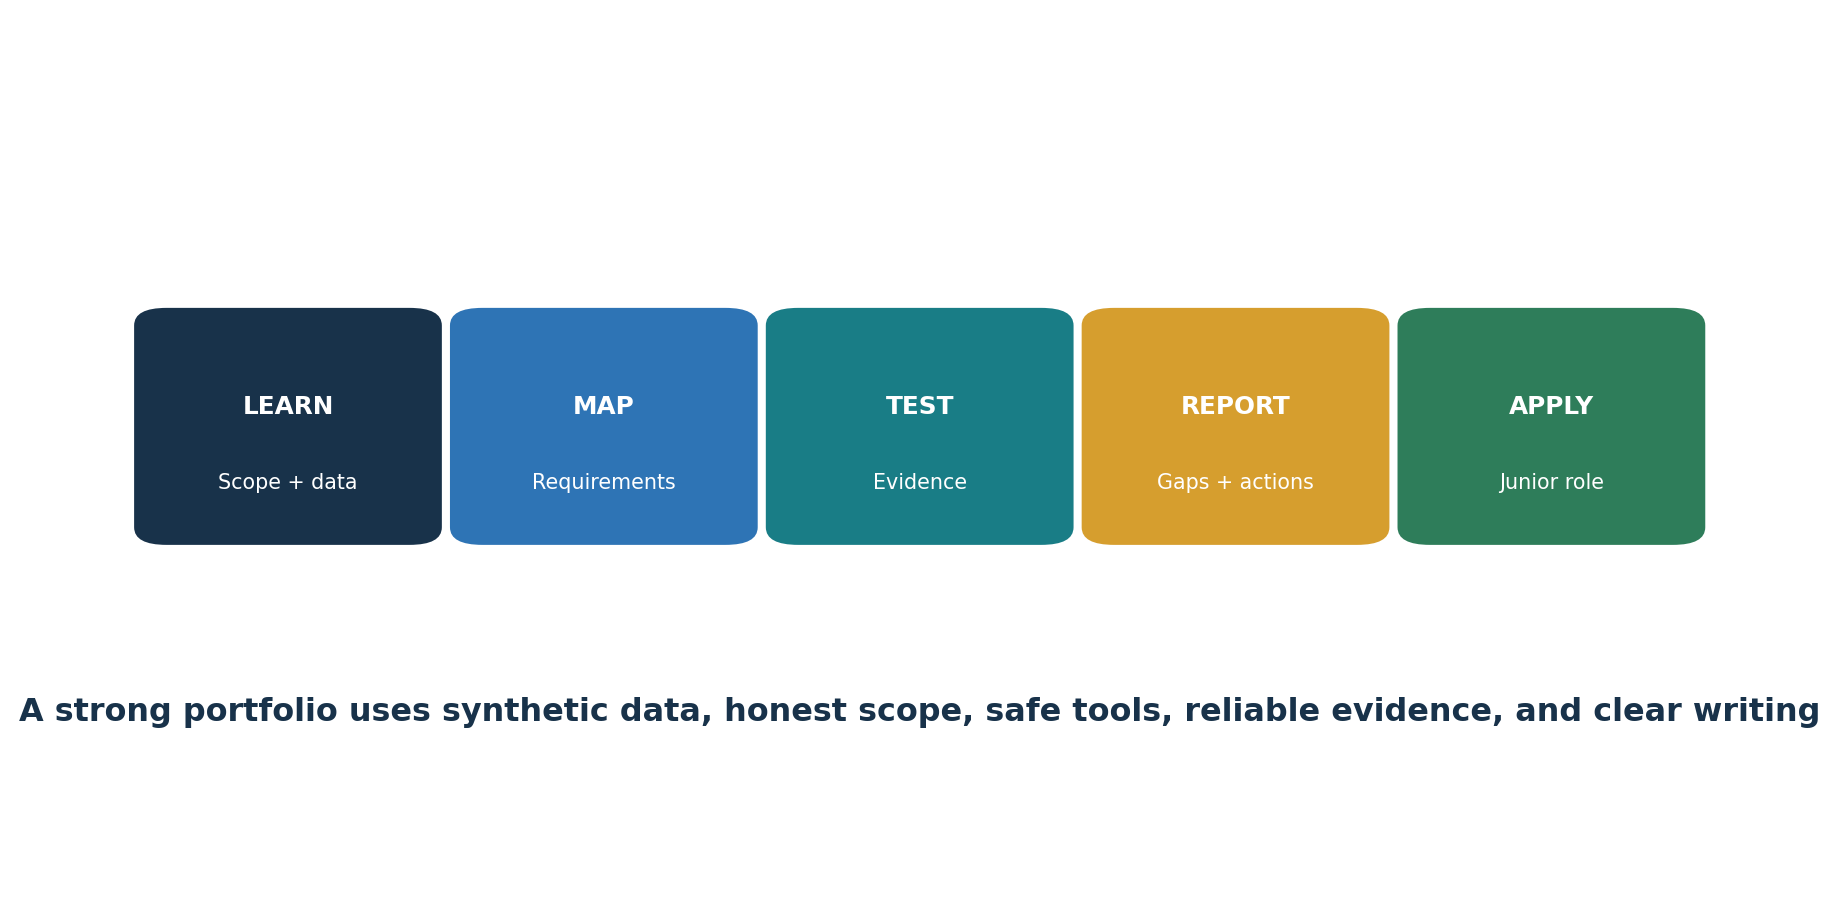 LEARN
Scope + data
MAP
Requirements
TEST
Evidence
REPORT
Gaps + actions
APPLY
Junior role
A strong portfolio uses synthetic data, honest scope, safe tools, reliable evidence, and clear writing